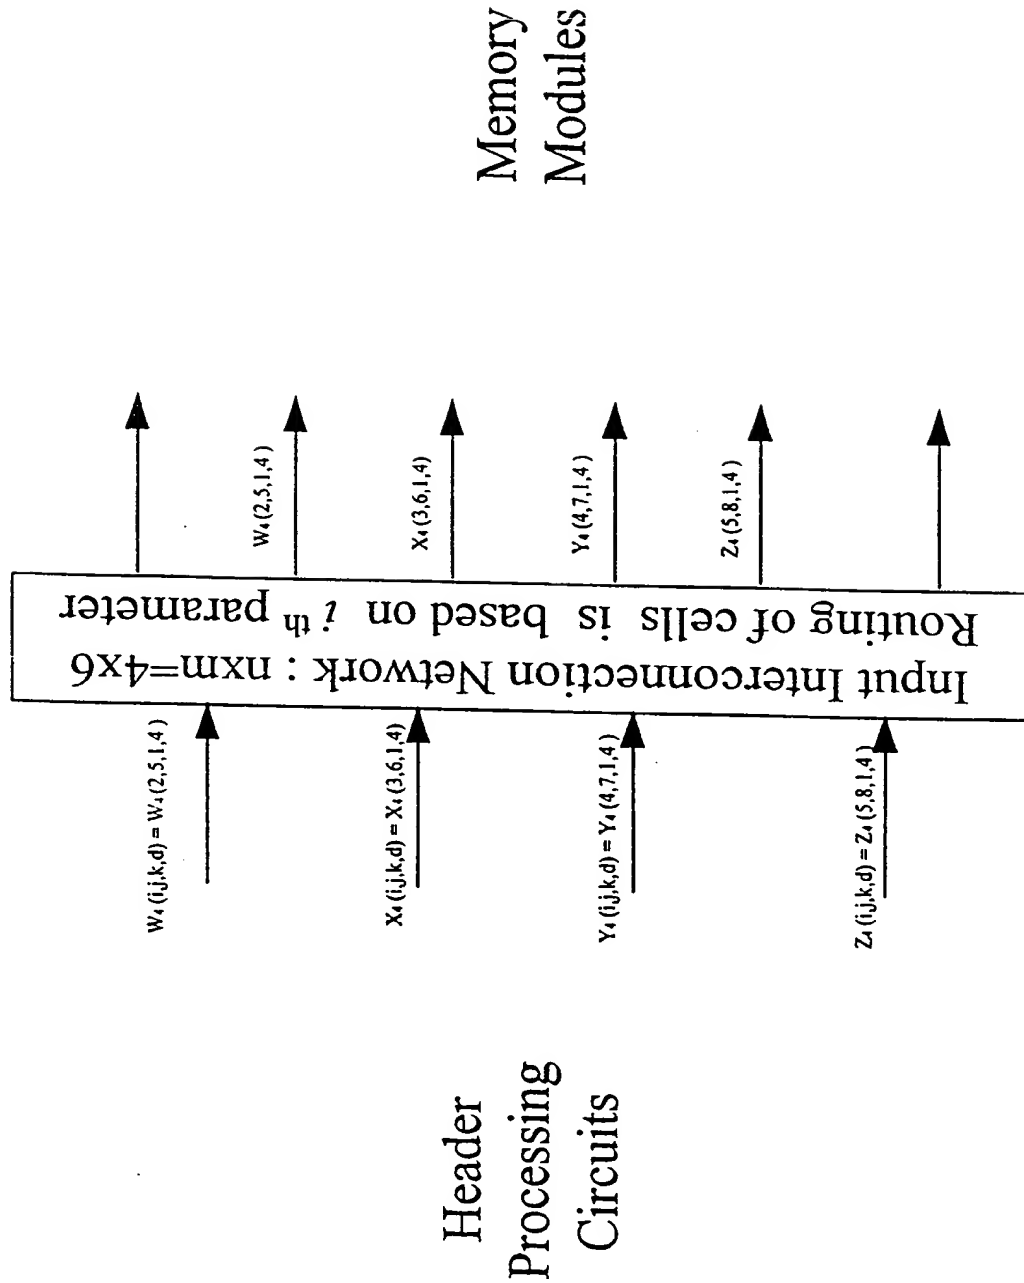 Header
Processing
Circuits
W₄ (i,j,k,d) = W₄ (2,5,1,4 )
X₄ (i,j,k,d) = X₄ (3,6,1,4)
Y₄ (i,j,k,d) = Y₄ (4,7,1,4 )
Z₄ (i,j,k,d) = Z₄ (5,8,1,4 )
Input Interconnection Network : nxm=4x6
Routing of cells is based on i th parameter
W₄ (2,5,1,4 )
X₄ (3,6,1,4)
Y₄ (4,7,1,4 )
Z₄ (5,8,1,4 )
Memory
Modules